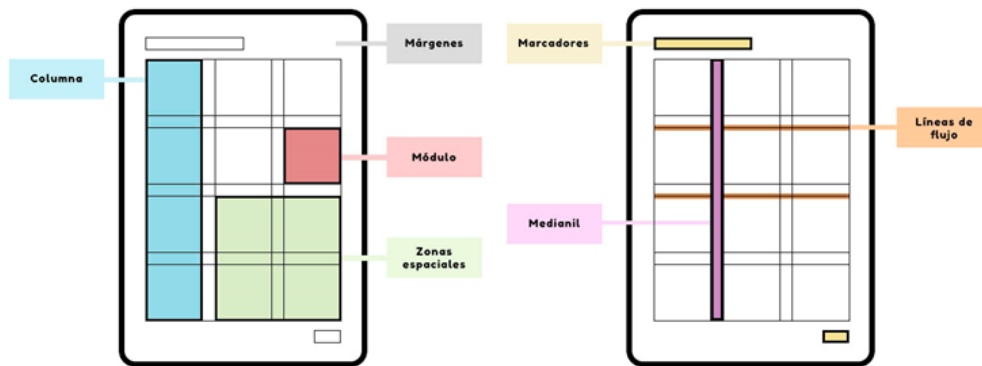 Márgenes
Marcadores
Columna
Líneas de
flujo
Módulo
Medianil
Zonas
espaciales